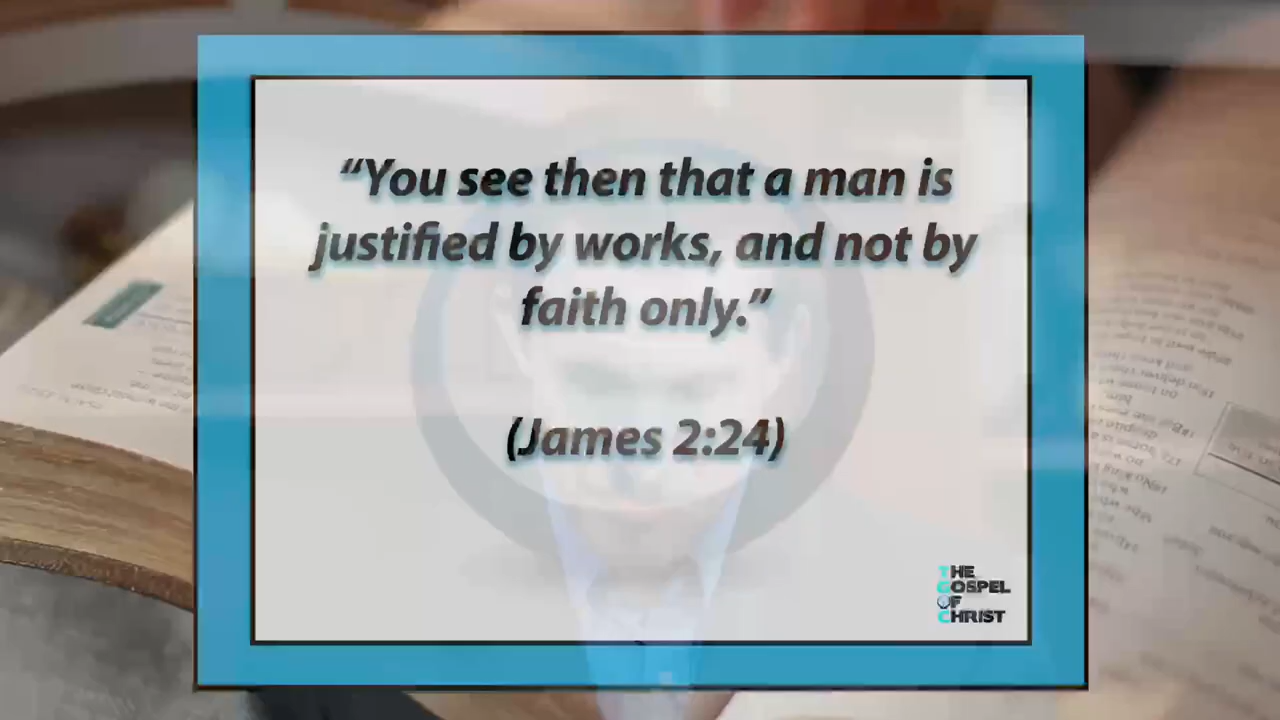 “You see then that a man is
justified by works, and not by
faith only.”
(James 2:24)
THE
GOSPEL
OF
CHRIST